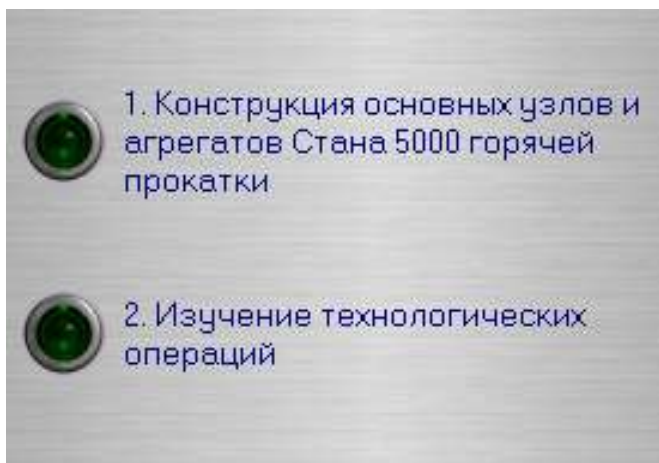 1. Конструкция основных узлов и
агрегатов Стана 5000 горячей
прокатки
2. Изучение технологических
операций